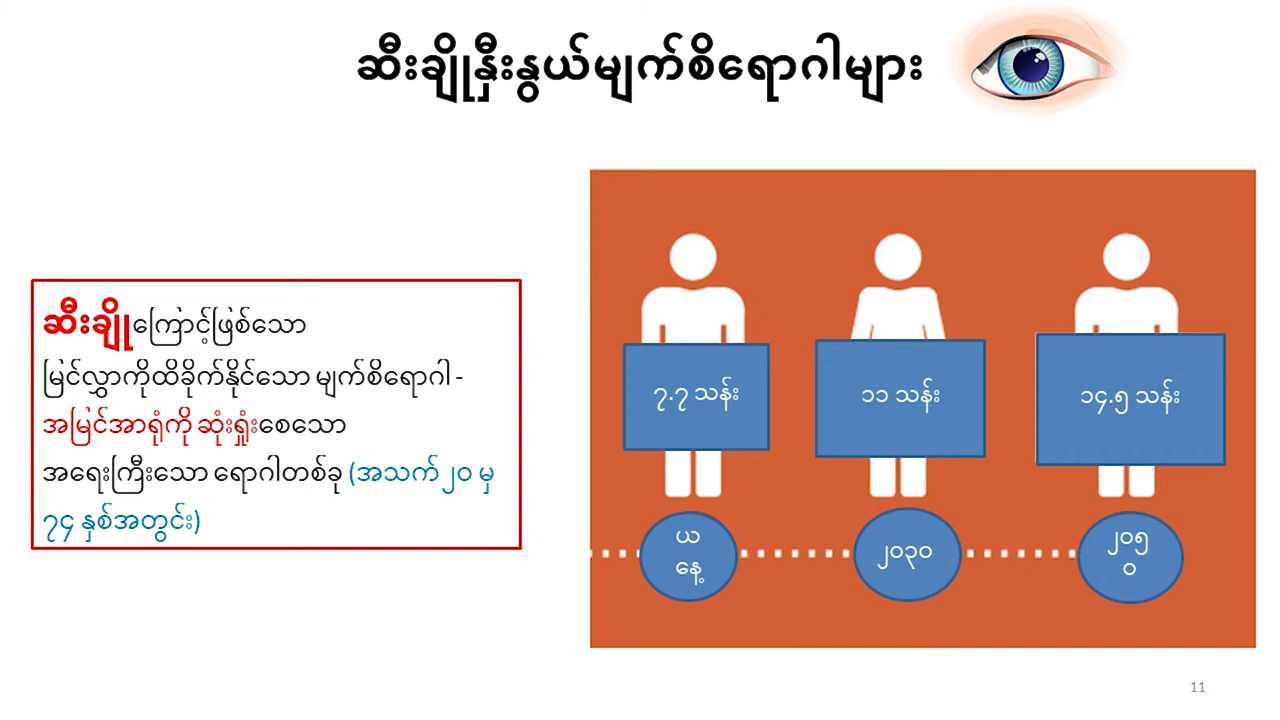 ဆီးချိုနှီးနွယ်မျက်စိရောဂါများ
ဆီးချိုကြောင့်ဖြစ်သော
မြင်လွှာကိုထိခိုက်နိုင်သော မျက်စိရောဂါ -
အမြင်အာရုံကို ဆုံးရှုံးစေသော
အရေးကြီးသော ရောဂါတစ်ခု (အသက်၂၀ မှ
၇၄ နှစ်အတွင်း)
၇.၇ သန်း
၁၁ သန်း
၁၄.၅ သန်း
ယ
နေ့
၂၀၃၀
၂၀၅
၀
11